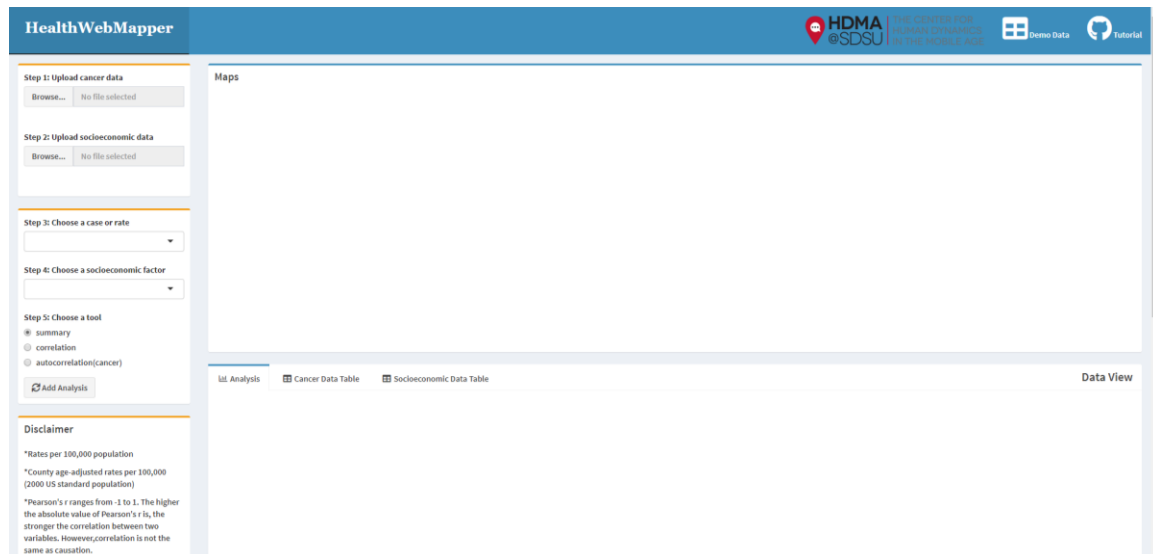 HealthWebMapper
HDMA
@SDSU
THE CENTER FOR
HUMAN DYNAMICS
IN THE MOBILE AGE
Demo Data
Tutorial
Step 1: Upload cancer data
Browse... No file selected
Step 2: Upload socioeconomic data
Browse... No file selected
Step 3: Choose a case or rate
Step 4: Choose a socioeconomic factor
Step 5: Choose a tool
summary
correlation
autocorrelation(cancer)
Add Analysis
Disclaimer
*Rates per 100,000 population
*County age-adjusted rates per 100,000
(2000 US standard population)
*Pearson's r ranges from -1 to 1. The higher
the absolute value of Pearson's r is, the
stronger the correlation between two
variables. However,correlation is not the
same as causation.
Maps
Analysis Cancer Data Table Socioeconomic Data Table Data View